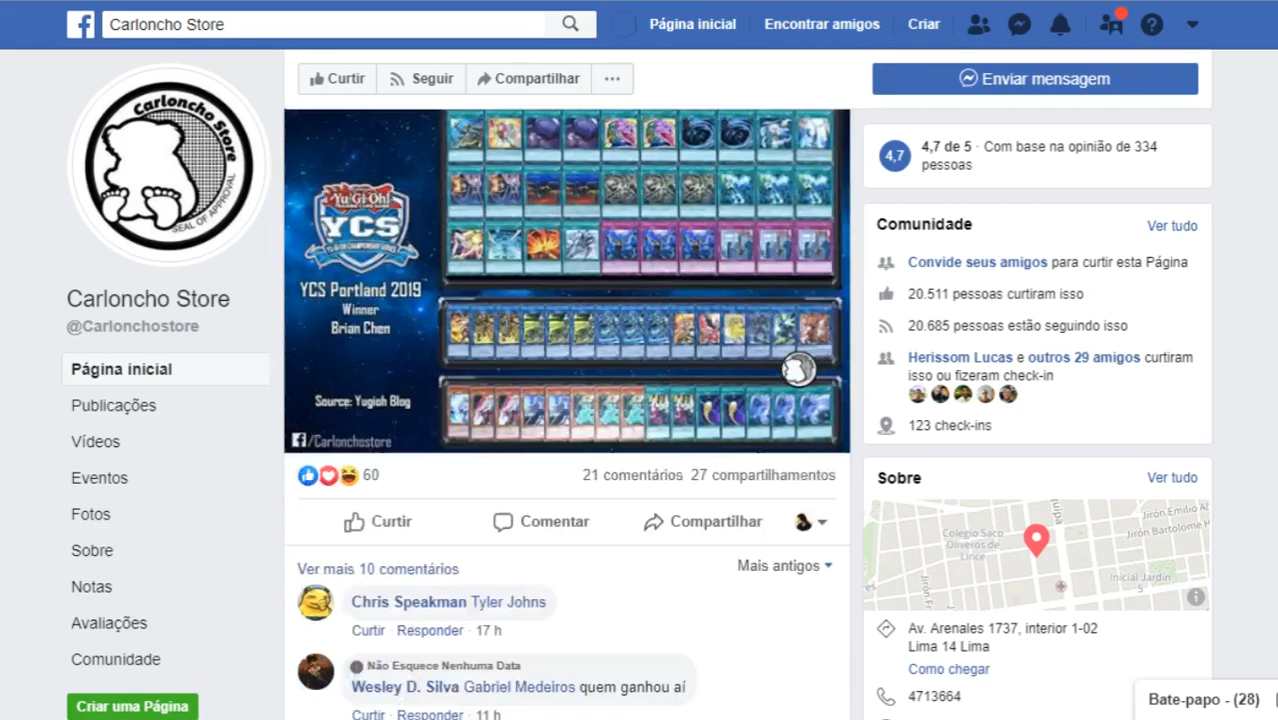 Carloncho Store
Página inicial
Encontrar amigos
Criar
Carloncho Store
SEAL OF APPROVAL
Carloncho Store
@Carlonchostore
Página inicial
Publicações
Vídeos
Eventos
Fotos
Sobre
Notas
Avaliações
Comunidade
Criar uma Página
Curtir
Seguir
Compartilhar
Enviar mensagem
Yu-Gi-Oh!
YCS
YU-GI-OH! CHAMPIONSHIP SERIES
YCS Portland 2019
Winner
Brian Chen
Source: Yugioh Blog
/Carlonchostore
60
21 comentários 27 compartilhamentos
Curtir
Comentar
Compartilhar
Ver mais 10 comentários
Mais antigos
Chris Speakman Tyler Johns
Curtir · Responder · 17 h
Não Esquece Nenhuma Data
Wesley D. Silva Gabriel Medeiros quem ganhou aí
Curtir · Responder · 11 h
4,7
4,7 de 5 · Com base na opinião de 334
pessoas
Comunidade
Ver tudo
Convide seus amigos para curtir esta Página
20.511 pessoas curtiram isso
20.685 pessoas estão seguindo isso
Herissom Lucas e outros 29 amigos curtiram
isso ou fizeram check-in
123 check-ins
Sobre
Ver tudo
Colegio Saco
Oliveros de
Lince
Jirón Emilio Al
Jirón Bartolome H
Inicial Jardin
5
Av. Arenales 1737, interior 1-02
Lima 14 Lima
Como chegar
4713664
Bate-papo - (28)